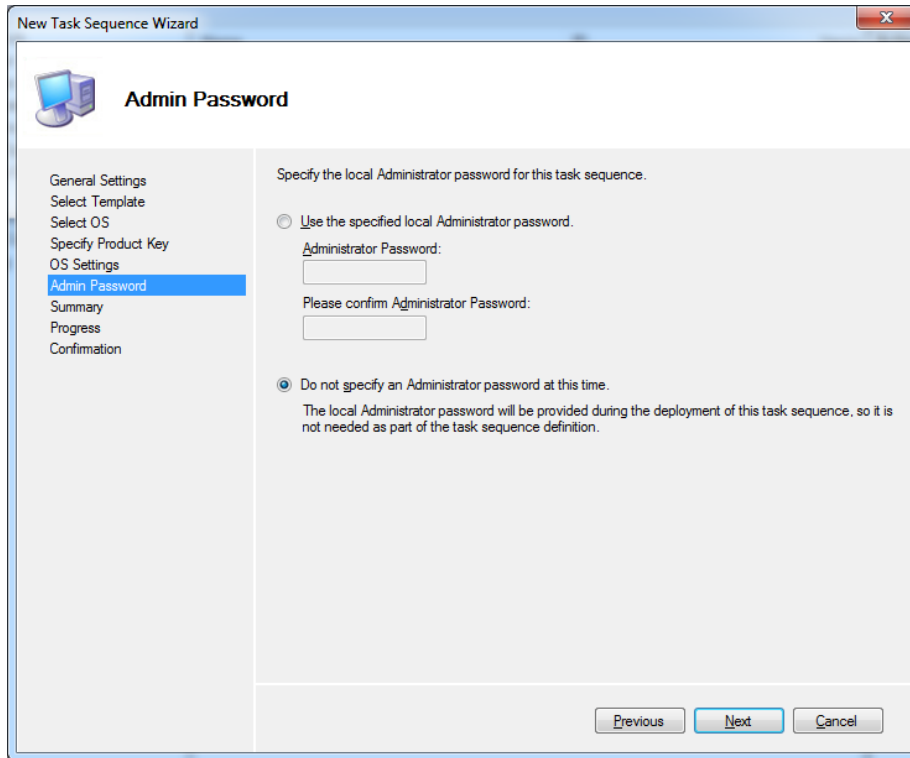 New Task Sequence Wizard
Admin Password
General Settings
Select Template
Select OS
Specify Product Key
OS Settings
Admin Password
Summary
Progress
Confirmation
Specify the local Administrator password for this task sequence.
Use the specified local Administrator password.
Administrator Password:
Please confirm Administrator Password:
Do not specify an Administrator password at this time.
The local Administrator password will be provided during the deployment of this task sequence, so it is
not needed as part of the task sequence definition.
Previous
Next
Cancel